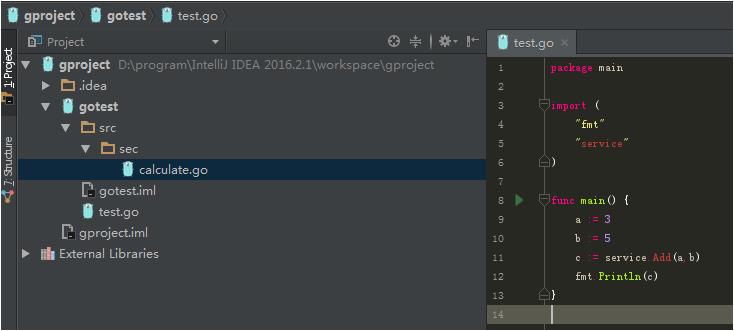 gproject gotest test.go
Project
test.go
1: Project
7: Structure
gproject D:\program\IntelliJ IDEA 2016.2.1\workspace\gproject
.idea
gotest
src
sec
calculate.go
gotest.iml
test.go
gproject.iml
External Libraries
1 package main
2
3 import (
4 "fmt"
5 "service"
6 )
7
8 func main() {
9 a := 3
10 b := 5
11 c := service.Add(a,b)
12 fmt.Println(c)
13 }
14